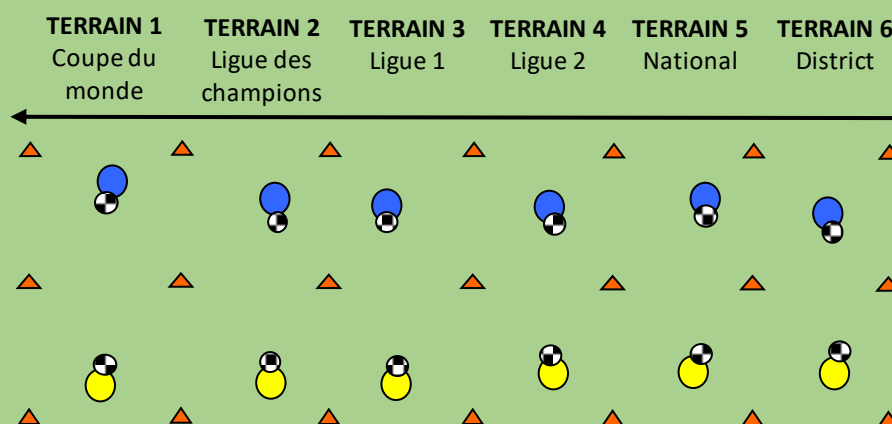 TERRAIN 1
Coupe du
monde
TERRAIN 2
Ligue des
champions
TERRAIN 3
Ligue 1
TERRAIN 4
Ligue 2
TERRAIN 5
National
TERRAIN 6
District